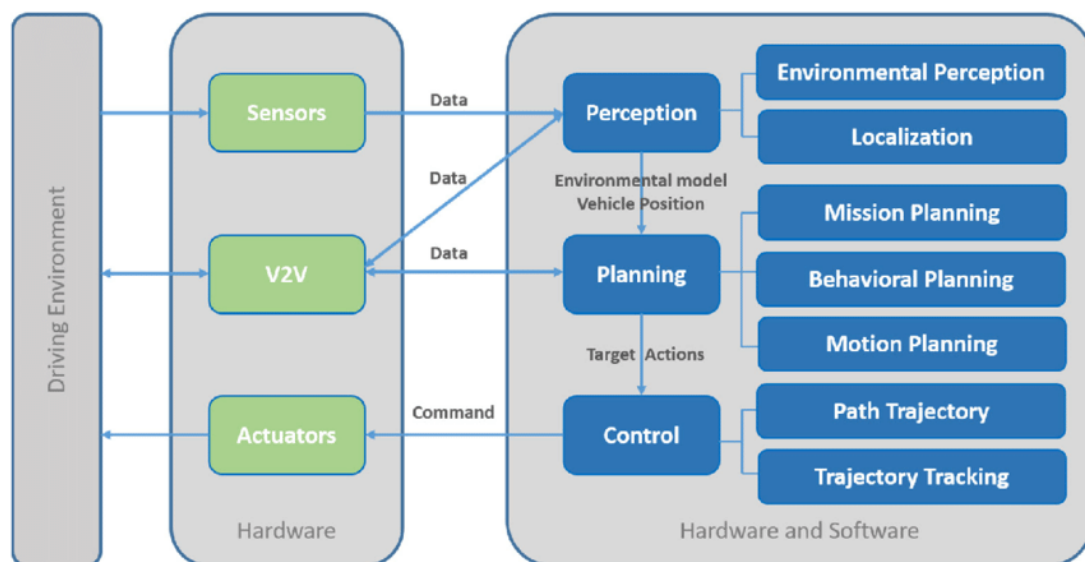 Driving Environment
Sensors
V2V
Actuators
Hardware
Data
Data
Data
Command
Perception
Environmental model
Vehicle Position
Planning
Target Actions
Control
Environmental Perception
Localization
Mission Planning
Behavioral Planning
Motion Planning
Path Trajectory
Trajectory Tracking
Hardware and Software